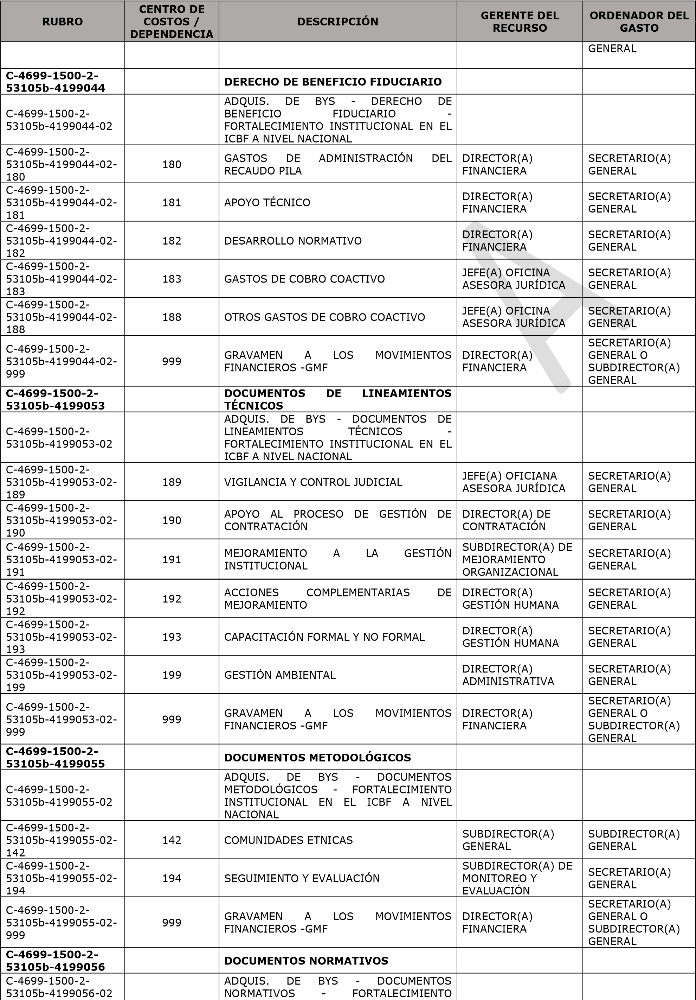 RUBRO
CENTRO DE
COSTOS /
DEPENDENCIA
DESCRIPCIÓN
GERENTE DEL
RECURSO
ORDENADOR DEL
GASTO
GENERAL
C-4699-1500-2-
53105b-4199044
DERECHO DE BENEFICIO FIDUCIARIO
C-4699-1500-2-
53105b-4199044-02
ADQUIS. DE BYS - DERECHO DE
BENEFICIO FIDUCIARIO -
FORTALECIMIENTO INSTITUCIONAL EN EL
ICBF A NIVEL NACIONAL
C-4699-1500-2-
53105b-4199044-02-
180
180
GASTOS DE ADMINISTRACIÓN DEL
RECAUDO PILA
DIRECTOR(A)
FINANCIERA
SECRETARIO(A)
GENERAL
C-4699-1500-2-
53105b-4199044-02-
181
181
APOYO TÉCNICO
DIRECTOR(A)
FINANCIERA
SECRETARIO(A)
GENERAL
C-4699-1500-2-
53105b-4199044-02-
182
182
DESARROLLO NORMATIVO
DIRECTOR(A)
FINANCIERA
SECRETARIO(A)
GENERAL
C-4699-1500-2-
53105b-4199044-02-
183
183
GASTOS DE COBRO COACTIVO
JEFE(A) OFICINA
ASESORA JURÍDICA
SECRETARIO(A)
GENERAL
C-4699-1500-2-
53105b-4199044-02-
188
188
OTROS GASTOS DE COBRO COACTIVO
JEFE(A) OFICINA
ASESORA JURÍDICA
SECRETARIO(A)
GENERAL
C-4699-1500-2-
53105b-4199044-02-
999
999
GRAVAMEN A LOS MOVIMIENTOS
FINANCIEROS -GMF
DIRECTOR(A)
FINANCIERA
SECRETARIO(A)
GENERAL O
SUBDIRECTOR(A)
GENERAL
C-4699-1500-2-
53105b-4199053
DOCUMENTOS DE LINEAMIENTOS
TÉCNICOS
C-4699-1500-2-
53105b-4199053-02
ADQUIS. DE BYS - DOCUMENTOS DE
LINEAMIENTOS TÉCNICOS -
FORTALECIMIENTO INSTITUCIONAL EN EL
ICBF A NIVEL NACIONAL
C-4699-1500-2-
53105b-4199053-02-
189
189
VIGILANCIA Y CONTROL JUDICIAL
JEFE(A) OFICIANA
ASESORA JURÍDICA
SECRETARIO(A)
GENERAL
C-4699-1500-2-
53105b-4199053-02-
190
190
APOYO AL PROCESO DE GESTIÓN DE
CONTRATACIÓN
DIRECTOR(A) DE
CONTRATACIÓN
SECRETARIO(A)
GENERAL
C-4699-1500-2-
53105b-4199053-02-
191
191
MEJORAMIENTO A LA GESTIÓN
INSTITUCIONAL
SUBDIRECTOR(A) DE
MEJORAMIENTO
ORGANIZACIONAL
SECRETARIO(A)
GENERAL
C-4699-1500-2-
53105b-4199053-02-
192
192
ACCIONES COMPLEMENTARIAS DE
MEJORAMIENTO
DIRECTOR(A)
GESTIÓN HUMANA
SECRETARIO(A)
GENERAL
C-4699-1500-2-
53105b-4199053-02-
193
193
CAPACITACIÓN FORMAL Y NO FORMAL
DIRECTOR(A)
GESTIÓN HUMANA
SECRETARIO(A)
GENERAL
C-4699-1500-2-
53105b-4199053-02-
199
199
GESTIÓN AMBIENTAL
DIRECTOR(A)
ADMINISTRATIVA
SECRETARIO(A)
GENERAL
C-4699-1500-2-
53105b-4199053-02-
999
999
GRAVAMEN A LOS MOVIMIENTOS
FINANCIEROS -GMF
DIRECTOR(A)
FINANCIERA
SECRETARIO(A)
GENERAL O
SUBDIRECTOR(A)
GENERAL
C-4699-1500-2-
53105b-4199055
DOCUMENTOS METODOLÓGICOS
C-4699-1500-2-
53105b-4199055-02
ADQUIS. DE BYS - DOCUMENTOS
METODOLÓGICOS - FORTALECIMIENTO
INSTITUCIONAL EN EL ICBF A NIVEL
NACIONAL
C-4699-1500-2-
53105b-4199055-02-
142
142
COMUNIDADES ETNICAS
SUBDIRECTOR(A)
GENERAL
SUBDIRECTOR(A)
GENERAL
C-4699-1500-2-
53105b-4199055-02-
194
194
SEGUIMIENTO Y EVALUACIÓN
SUBDIRECTOR(A) DE
MONITOREO Y
EVALUACIÓN
SECRETARIO(A)
GENERAL
C-4699-1500-2-
53105b-4199055-02-
999
999
GRAVAMEN A LOS MOVIMIENTOS
FINANCIEROS -GMF
DIRECTOR(A)
FINANCIERA
SECRETARIO(A)
GENERAL O
SUBDIRECTOR(A)
GENERAL
C-4699-1500-2-
53105b-4199056
DOCUMENTOS NORMATIVOS
C-4699-1500-2-
53105b-4199056-02
ADQUIS. DE BYS - DOCUMENTOS
NORMATIVOS - FORTALECIMIENTO
A